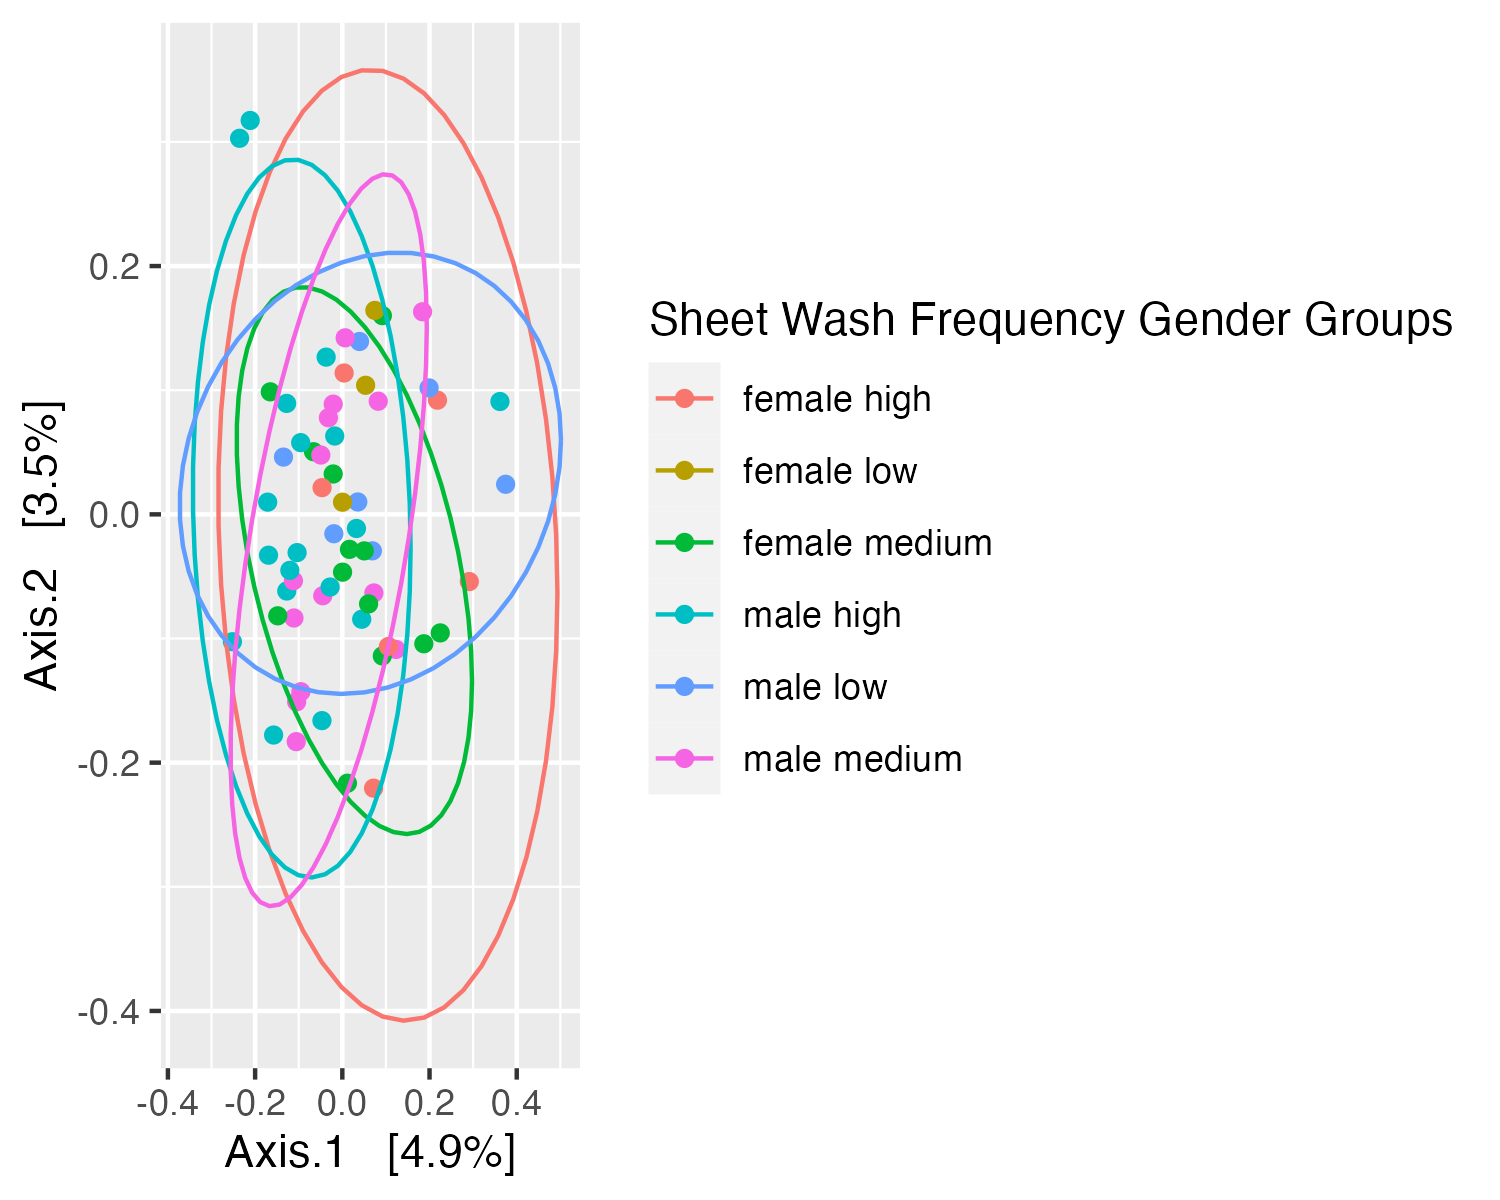 Axis.2   [3.5%]
0.2
0.0
-0.2
-0.4
-0.4 -0.2 0.0 0.2 0.4
Axis.1   [4.9%]
Sheet Wash Frequency Gender Groups
female high
female low
female medium
male high
male low
male medium